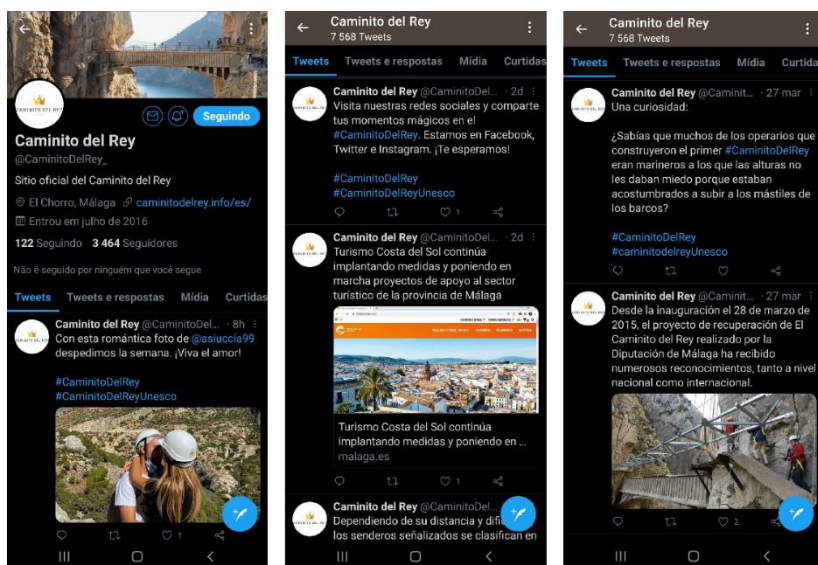 CAMINITO DEL REY
Seguindo
Caminito del Rey
@CaminitoDelRey_
Sitio oficial del Caminito del Rey
El Chorro, Málaga caminitodelrey.info/es/
Entrou em julho de 2016
122 Seguindo 3 464 Seguidores
Não é seguido por ninguém que você segue
Tweets Tweets e respostas Mídia Curtidas
Caminito del Rey @CaminitoDel... · 8h
Con esta romántica foto de @asiuccia99
despedimos la semana. ¡Viva el amor!
#CaminitoDelRey
#CaminitoDelReyUnesco
1
Caminito del Rey
7 568 Tweets
Tweets Tweets e respostas Mídia Curtidas
Caminito del Rey @CaminitoDel... · 2d
Visita nuestras redes sociales y comparte
tus momentos mágicos en el
#CaminitoDelRey. Estamos en Facebook,
Twitter e Instagram. ¡Te esperamos!
#CaminitoDelRey
#CaminitoDelReyUnesco
1
Caminito del Rey @CaminitoDel... · 2d
Turismo Costa del Sol continúa
implantando medidas y poniendo en
marcha proyectos de apoyo al sector
turístico de la provincia de Málaga
Turismo Costa del Sol continúa
implantando medidas y poniendo en ...
malaga.es
1
Caminito del Rey @CaminitoDel...
Dependiendo de su distancia y difi
los senderos señalizados se clasifican en
Caminito del Rey
7 568 Tweets
Tweets Tweets e respostas Mídia Curtida
Caminito del Rey @Caminit... · 27 mar
Una curiosidad:
¿Sabías que muchos de los operarios que
construyeron el primer #CaminitoDelRey
eran marineros a los que las alturas no
les daban miedo porque estaban
acostumbrados a subir a los mástiles de
los barcos?
#CaminitoDelRey
#caminitodelreyUnesco
Caminito del Rey @Caminit... · 27 mar
Desde la inauguración el 28 de marzo de
2015, el proyecto de recuperación de El
Caminito del Rey realizado por la
Diputación de Málaga ha recibido
numerosos reconocimientos, tanto a nivel
nacional como internacional.
2